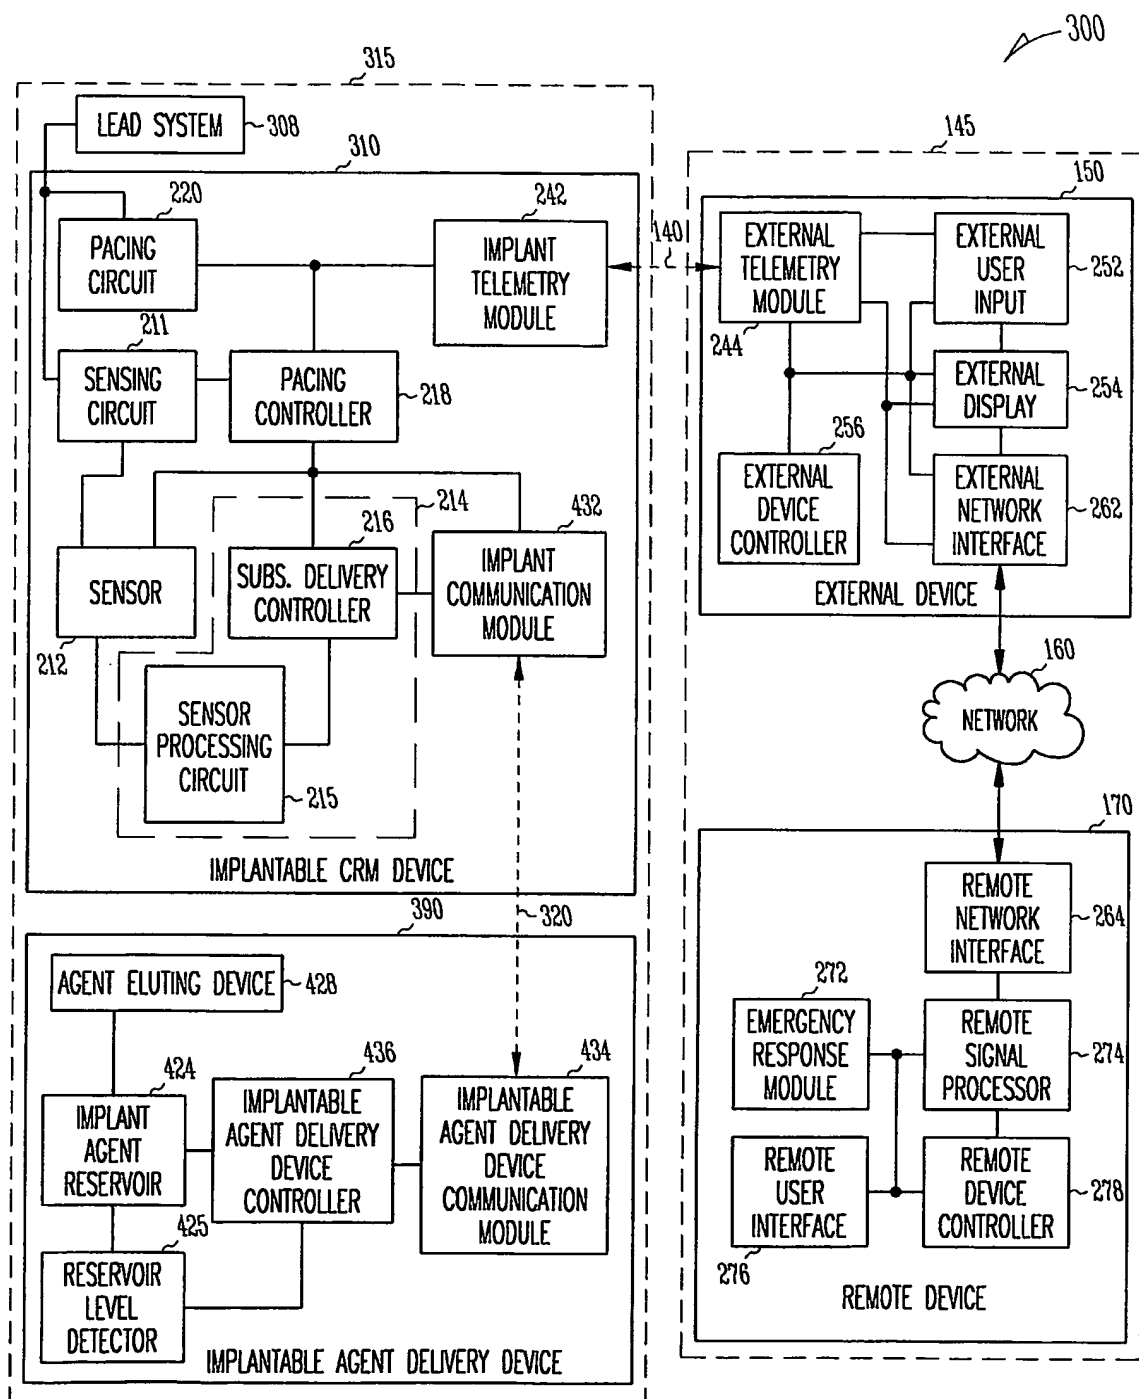 300
315
LEAD SYSTEM
308
310
145
150
220
PACING
CIRCUIT
242
IMPLANT
TELEMETRY
MODULE
140
EXTERNAL
TELEMETRY
MODULE
244
EXTERNAL
USER
INPUT
252
211
SENSING
CIRCUIT
PACING
CONTROLLER
218
EXTERNAL
DISPLAY
254
256
EXTERNAL
DEVICE
CONTROLLER
EXTERNAL
NETWORK
INTERFACE
262
EXTERNAL DEVICE
214
216
SUBS. DELIVERY
CONTROLLER
432
IMPLANT
COMMUNICATION
MODULE
SENSOR
212
SENSOR
PROCESSING
CIRCUIT
215
IMPLANTABLE CRM DEVICE
160
NETWORK
170
320
390
AGENT ELUTING DEVICE
428
424
IMPLANT
AGENT
RESERVOIR
436
IMPLANTABLE
AGENT DELIVERY
DEVICE
CONTROLLER
434
IMPLANTABLE
AGENT DELIVERY
DEVICE
COMMUNICATION
MODULE
425
RESERVOIR
LEVEL
DETECTOR
IMPLANTABLE AGENT DELIVERY DEVICE
REMOTE
NETWORK
INTERFACE
264
272
EMERGENCY
RESPONSE
MODULE
REMOTE
SIGNAL
PROCESSOR
274
REMOTE
USER
INTERFACE
276
REMOTE
DEVICE
CONTROLLER
278
REMOTE DEVICE